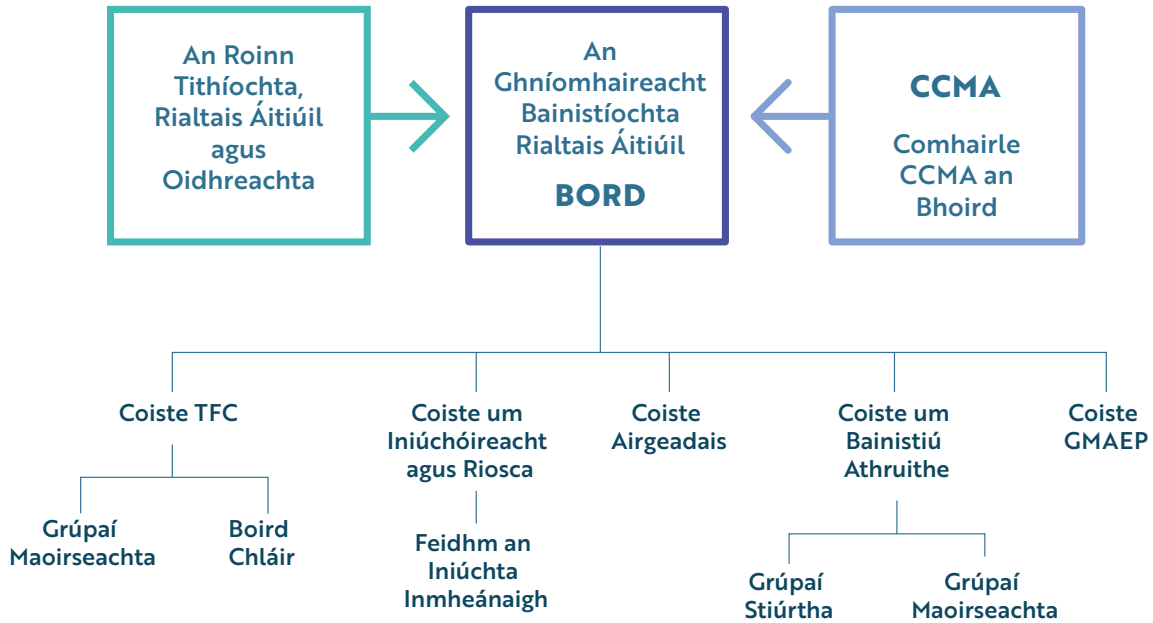 An Roinn
Tithíochta,
Rialtais Áitiúil
agus
Oidhreachta
An
Ghníomhaireacht
Bainistíochta
Rialtais Áitiúil
BORD
CCMA
Comhairle
CCMA an
Bhoird
Coiste TFC
Grúpaí
Maoirseachta
Boird
Chláir
Coiste um
Iniúchóireacht
agus Riosca
Feidhm an
Iniúchta
Inmheánaigh
Coiste
Airgeadais
Coiste um
Bainistiú
Athruithe
Grúpaí
Stiúrtha
Grúpaí
Maoirseachta
Coiste
GMAEP